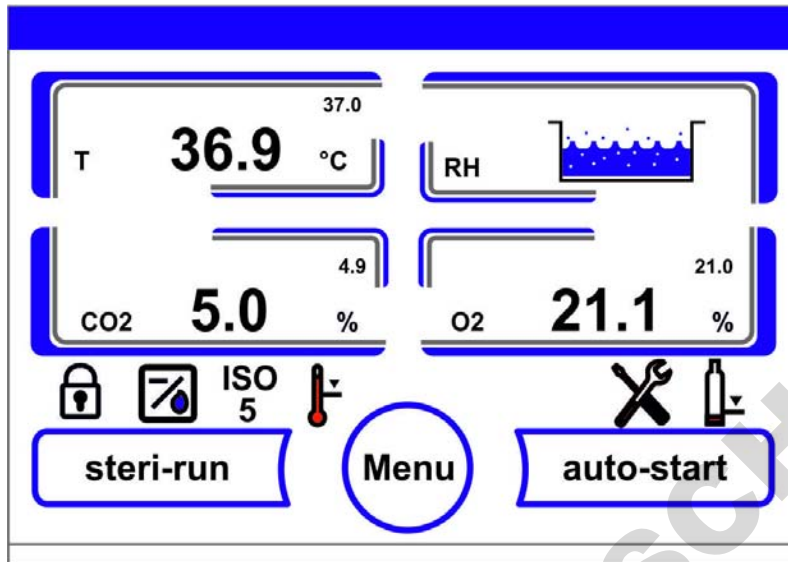 37.0
T 36.9 °C
RH
4.9
CO2 5.0 %
21.0
O2 21.1 %
ISO
5
steri-run
Menu
auto-start